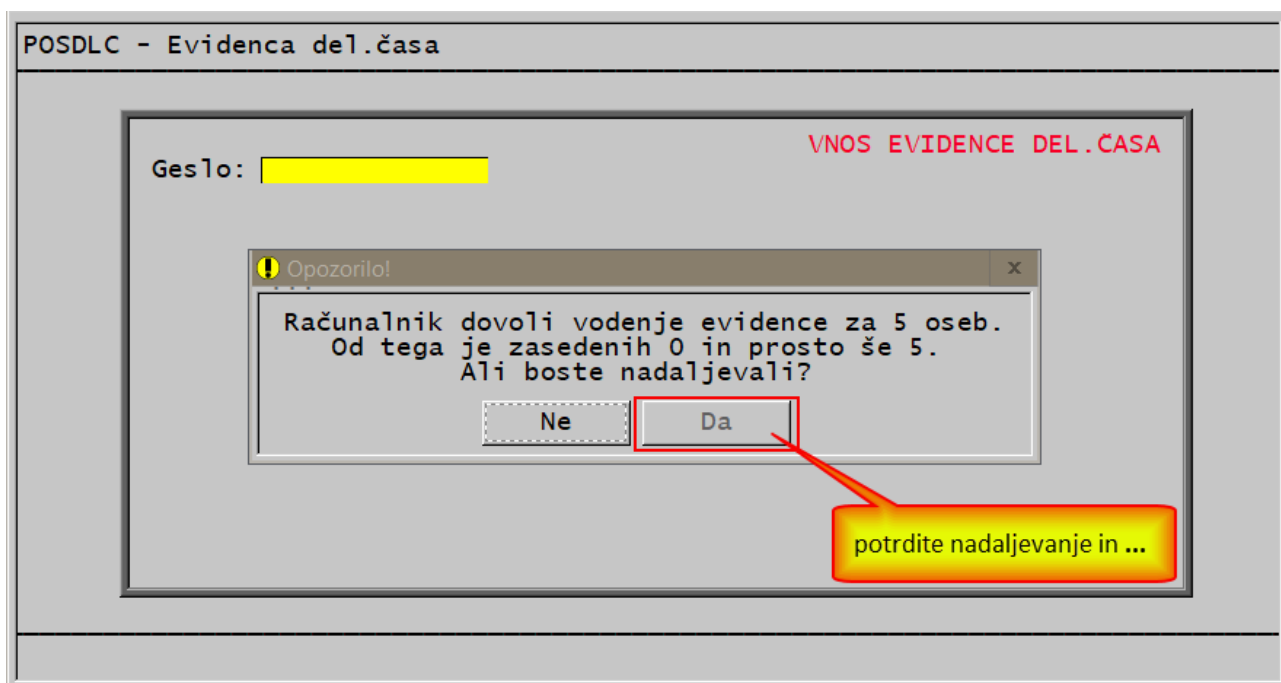 POSDLC - Evidenca del.časa
VNOS EVIDENCE DEL.ČASA
Geslo:
Opozorilo!
x
Računalnik dovoli vodenje evidence za 5 oseb.
Od tega je zasedenih 0 in prosto še 5.
Ali boste nadaljevali?
Ne Da
potrdite nadaljevanje in ...